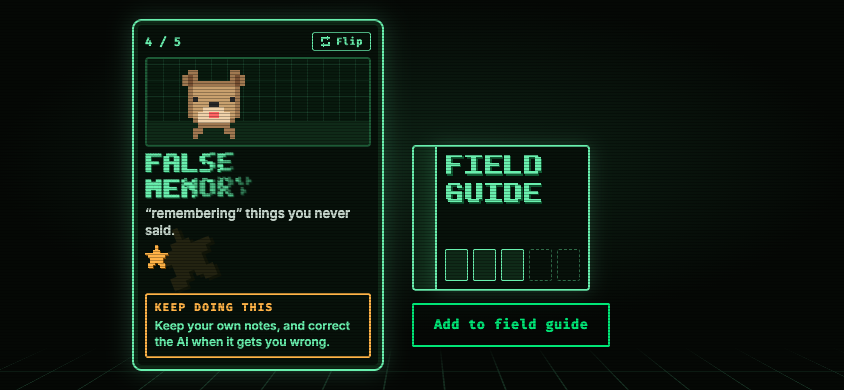 4 / 5
Flip
FALSE
MEMORY
“remembering” things you never
said.
KEEP DOING THIS
Keep your own notes, and correct
the AI when it gets you wrong.
FIELD
GUIDE
Add to field guide